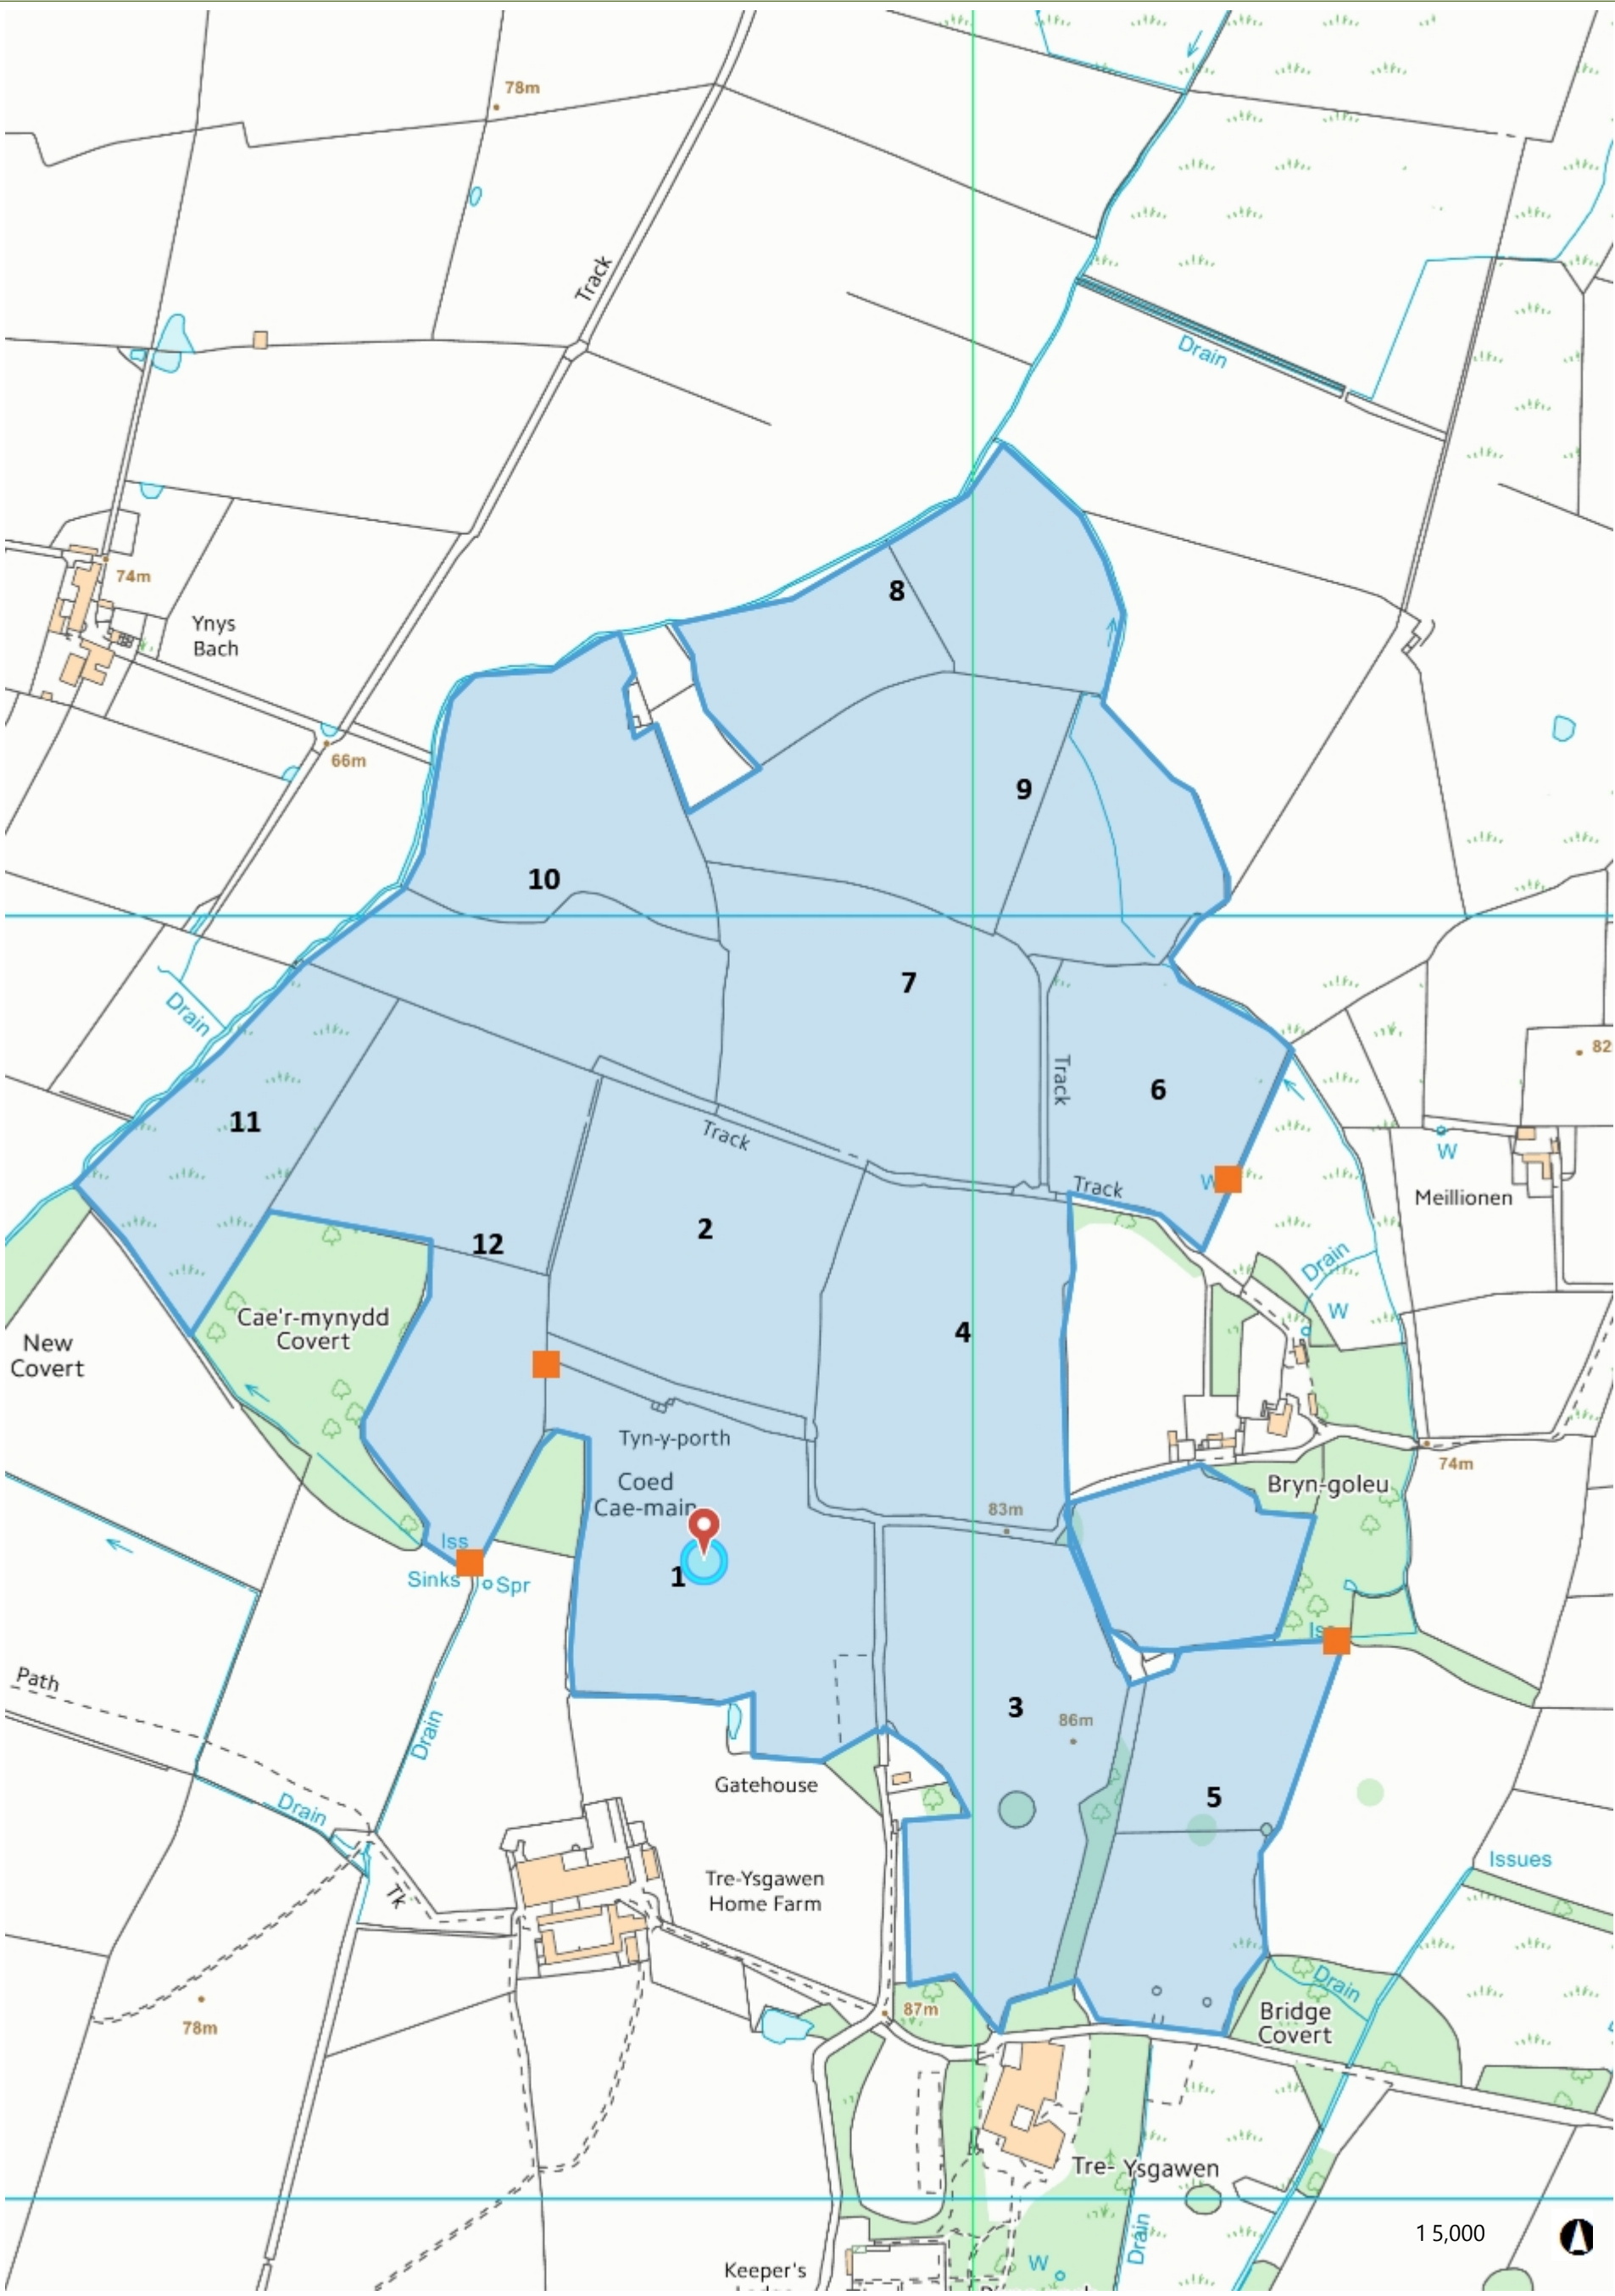 78m
Track
Drain
74m
Ynys
Bach
8
66m
9
10
7
Drain
Track
6
11
Track
W
W
Track
Meillionen
82
2
12
Drain
W
Cae'r-mynydd
Covert
New
Covert
4
Tyn-y-porth
74m
Coed
Cae-main
Bryn-goleu
83m
Iss
Sinks
Spr
1
Iss
Path
3
86m
Drain
Gatehouse
5
Drain
Issues
Tre-Ysgawen
Home Farm
Tk
Drain
87m
78m
Bridge
Covert
Tre- Ysgawen
Drain
1 5,000
W
Keeper's